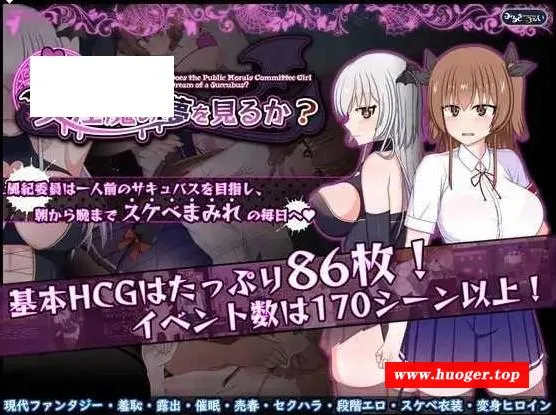 Does the Public Morals Committee Girl
Dream of a Succubus?
夢を見るか？
風紀委員は一人前のサキュバスを目指し、
朝から晩までスケベまみれの毎日へ♥
基本HCGはたっぷり86枚！
イベント数は170シーン以上！
www.huoger.top
現代ファンタジー・羞恥・露出・催眠・売春・セクハラ・段階エロ・スケベ衣装・変身ヒロイン